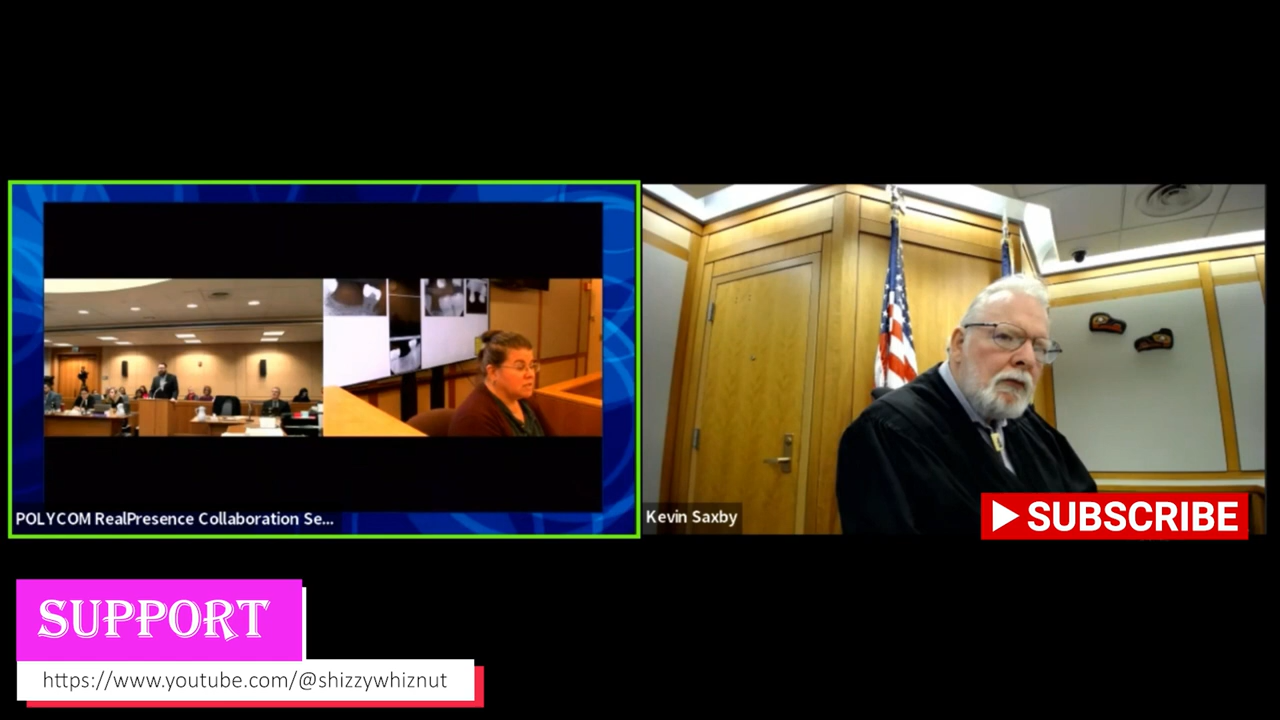 POLYCOM RealPresence Collaboration Se...
Kevin Saxby
SUBSCRIBE
SUPPORT
https://www.youtube.com/@shizzywhiznut